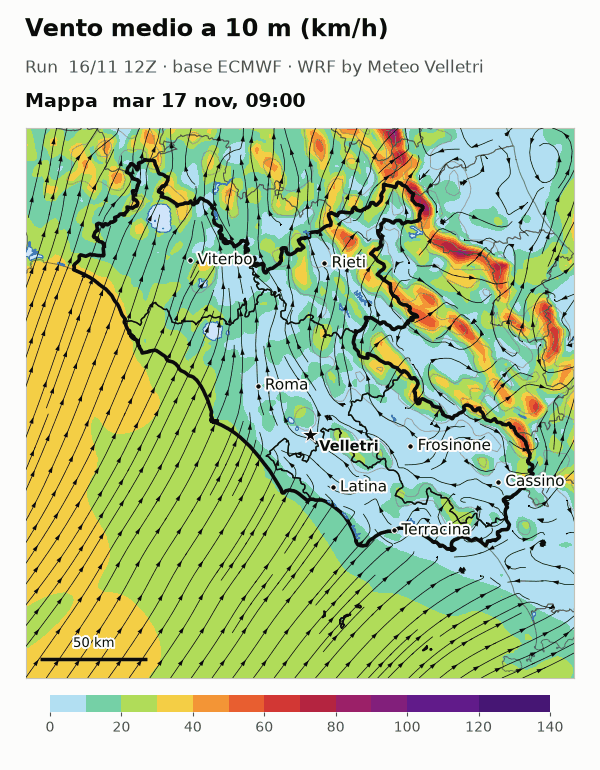 Vento medio a 10 m (km/h)
Run 16/11 12Z · base ECMWF · WRF by Meteo Velletri
Mappa mar 17 nov, 09:00
Viterbo
Rieti
Roma
Velletri
Frosinone
Cassino
Latina
Terracina
50 km
0 20 40 60 80 100 120 140